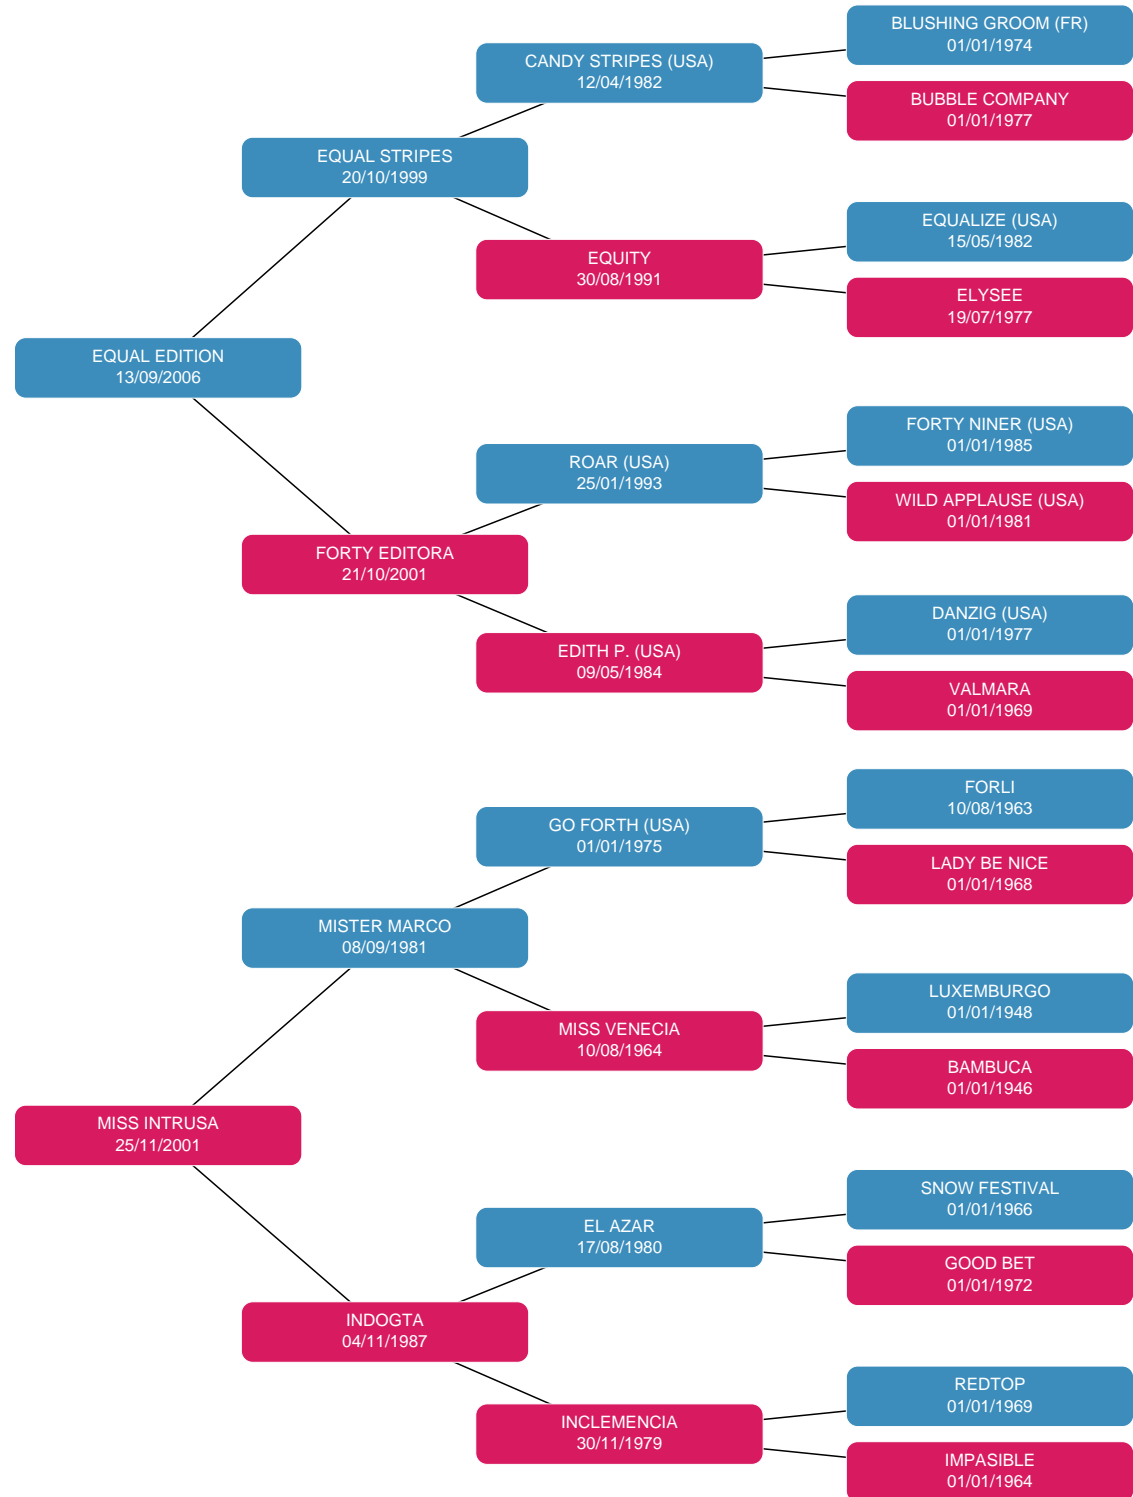 BLUSHING GROOM (FR)
01/01/1974
CANDY STRIPES (USA)
12/04/1982
BUBBLE COMPANY
01/01/1977
EQUAL STRIPES
20/10/1999
EQUALIZE (USA)
15/05/1982
EQUITY
30/08/1991
ELYSEE
19/07/1977
EQUAL EDITION
13/09/2006
FORTY NINER (USA)
01/01/1985
ROAR (USA)
25/01/1993
WILD APPLAUSE (USA)
01/01/1981
FORTY EDITORA
21/10/2001
DANZIG (USA)
01/01/1977
EDITH P. (USA)
09/05/1984
VALMARA
01/01/1969
FORLI
10/08/1963
GO FORTH (USA)
01/01/1975
LADY BE NICE
01/01/1968
MISTER MARCO
08/09/1981
LUXEMBURGO
01/01/1948
MISS VENECIA
10/08/1964
BAMBUCA
01/01/1946
MISS INTRUSA
25/11/2001
SNOW FESTIVAL
01/01/1966
EL AZAR
17/08/1980
GOOD BET
01/01/1972
INDOGTA
04/11/1987
REDTOP
01/01/1969
INCLEMENCIA
30/11/1979
IMPASIBLE
01/01/1964